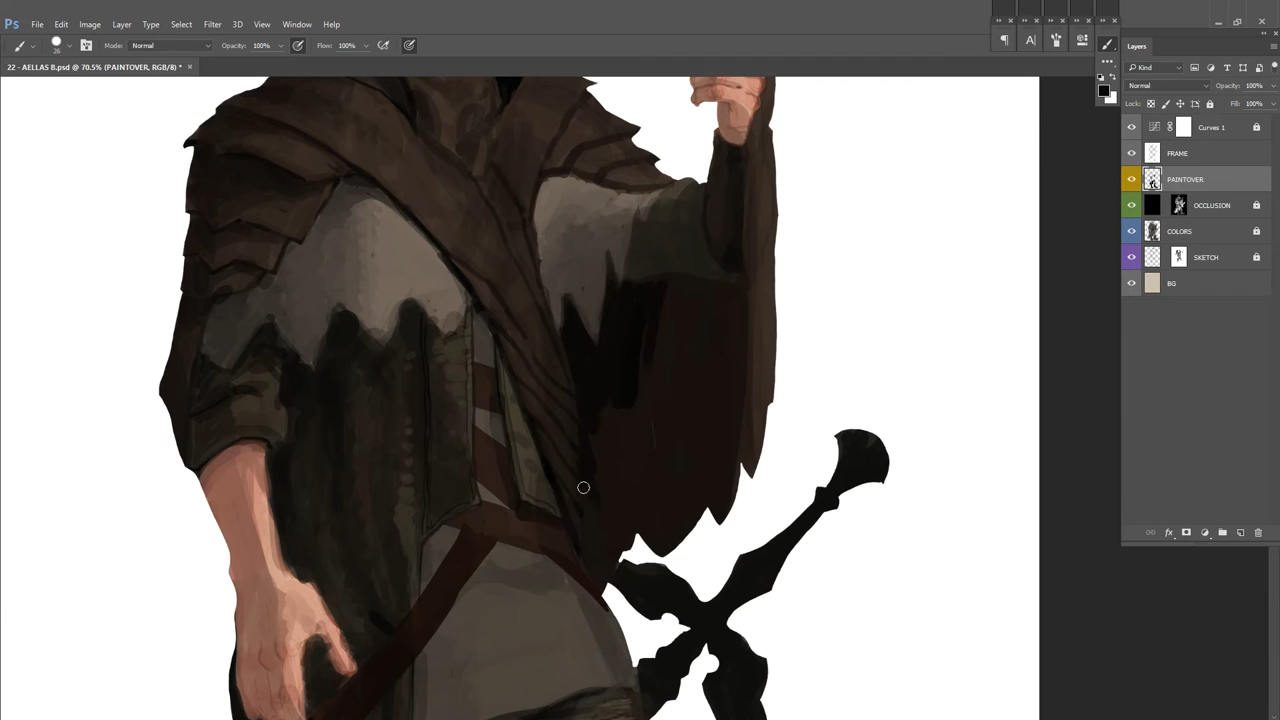 Ps File Edit Image Layer Type Select Filter 3D View Window Help
26 Mode: Normal Opacity: 100% Flow: 100%
22 - AELLAS B.psd @ 70.5% (PAINTOVER, RGB/8) *
Layers
Kind
Normal Opacity: 100%
Lock: Fill: 100%
Curves 1
FRAME
PAINTOVER
OCCLUSION
COLORS
SKETCH
BG
fx